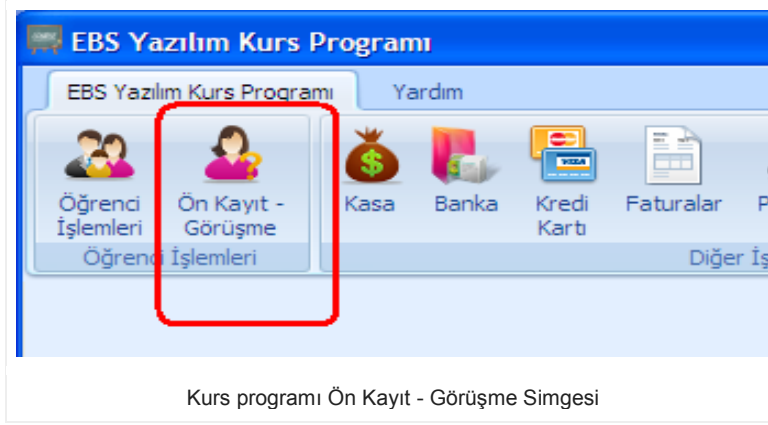 EBS Yazılım Kurs Programı
EBS Yazılım Kurs Programı Yardım
Öğrenci İşlemleri
Ön Kayıt - Görüşme
Kasa
Banka
Kredi Kartı
Faturalar
Öğrenci İşlemleri
Diğer
Kurs programı Ön Kayıt - Görüşme Simgesi